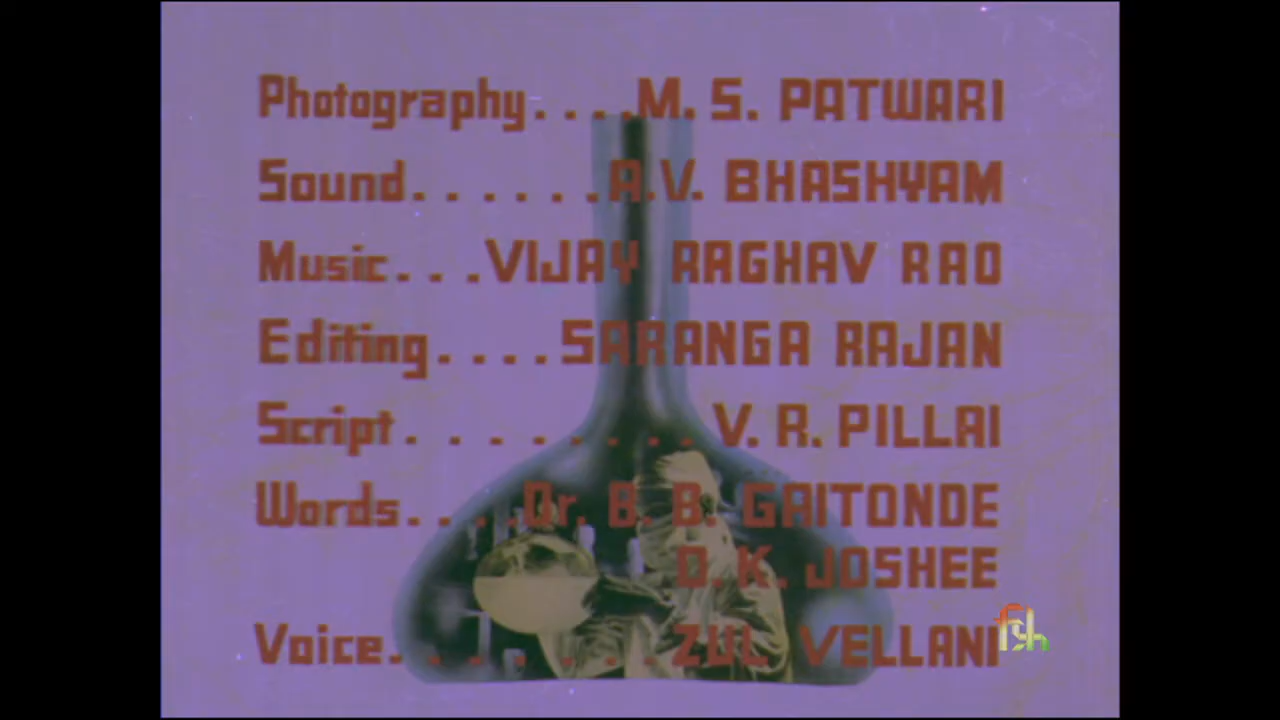 Photography....M. S. PATWARI
Sound......A.V. BHASHYAM
Music...VIJAY RAGHAV RAO
Editing....SARANGA RAJAN
Script.........V. R. PILLAI
Words....Dr. B. B. GAITONDE
D.K. JOSHEE
Voice........ZUL VELLANI